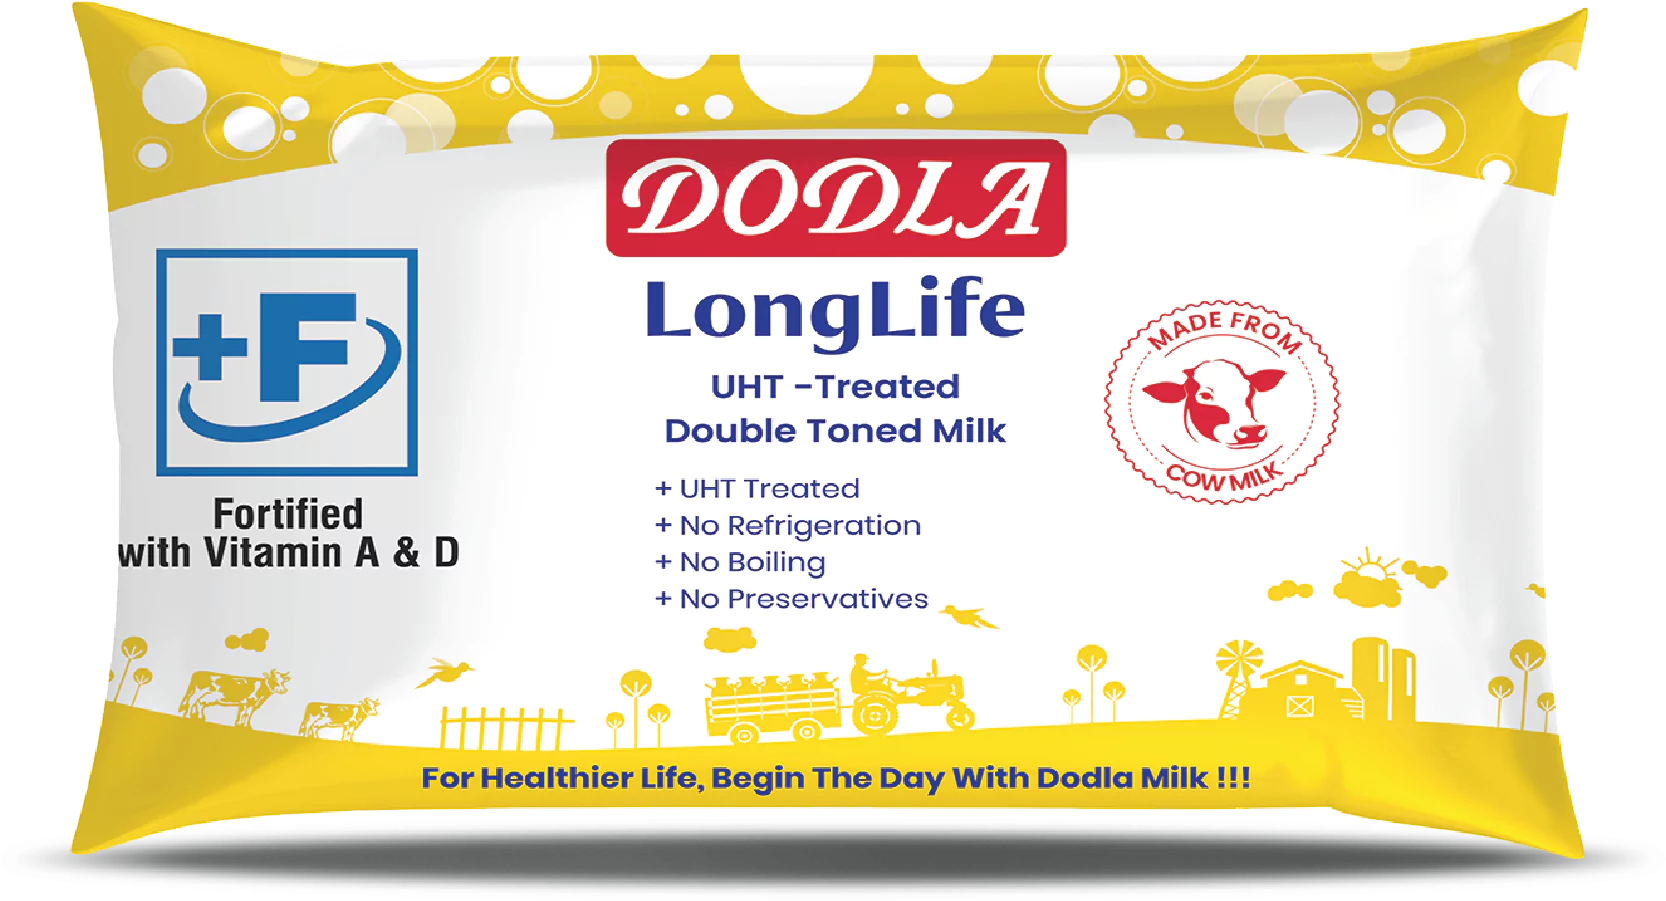 DODLA
LongLife
UHT -Treated
Double Toned Milk
+ UHT Treated
+ No Refrigeration
+ No Boiling
+ No Preservatives
+F
Fortified
with Vitamin A & D
MADE FROM
COW MILK
For Healthier Life, Begin The Day With Dodla Milk !!!